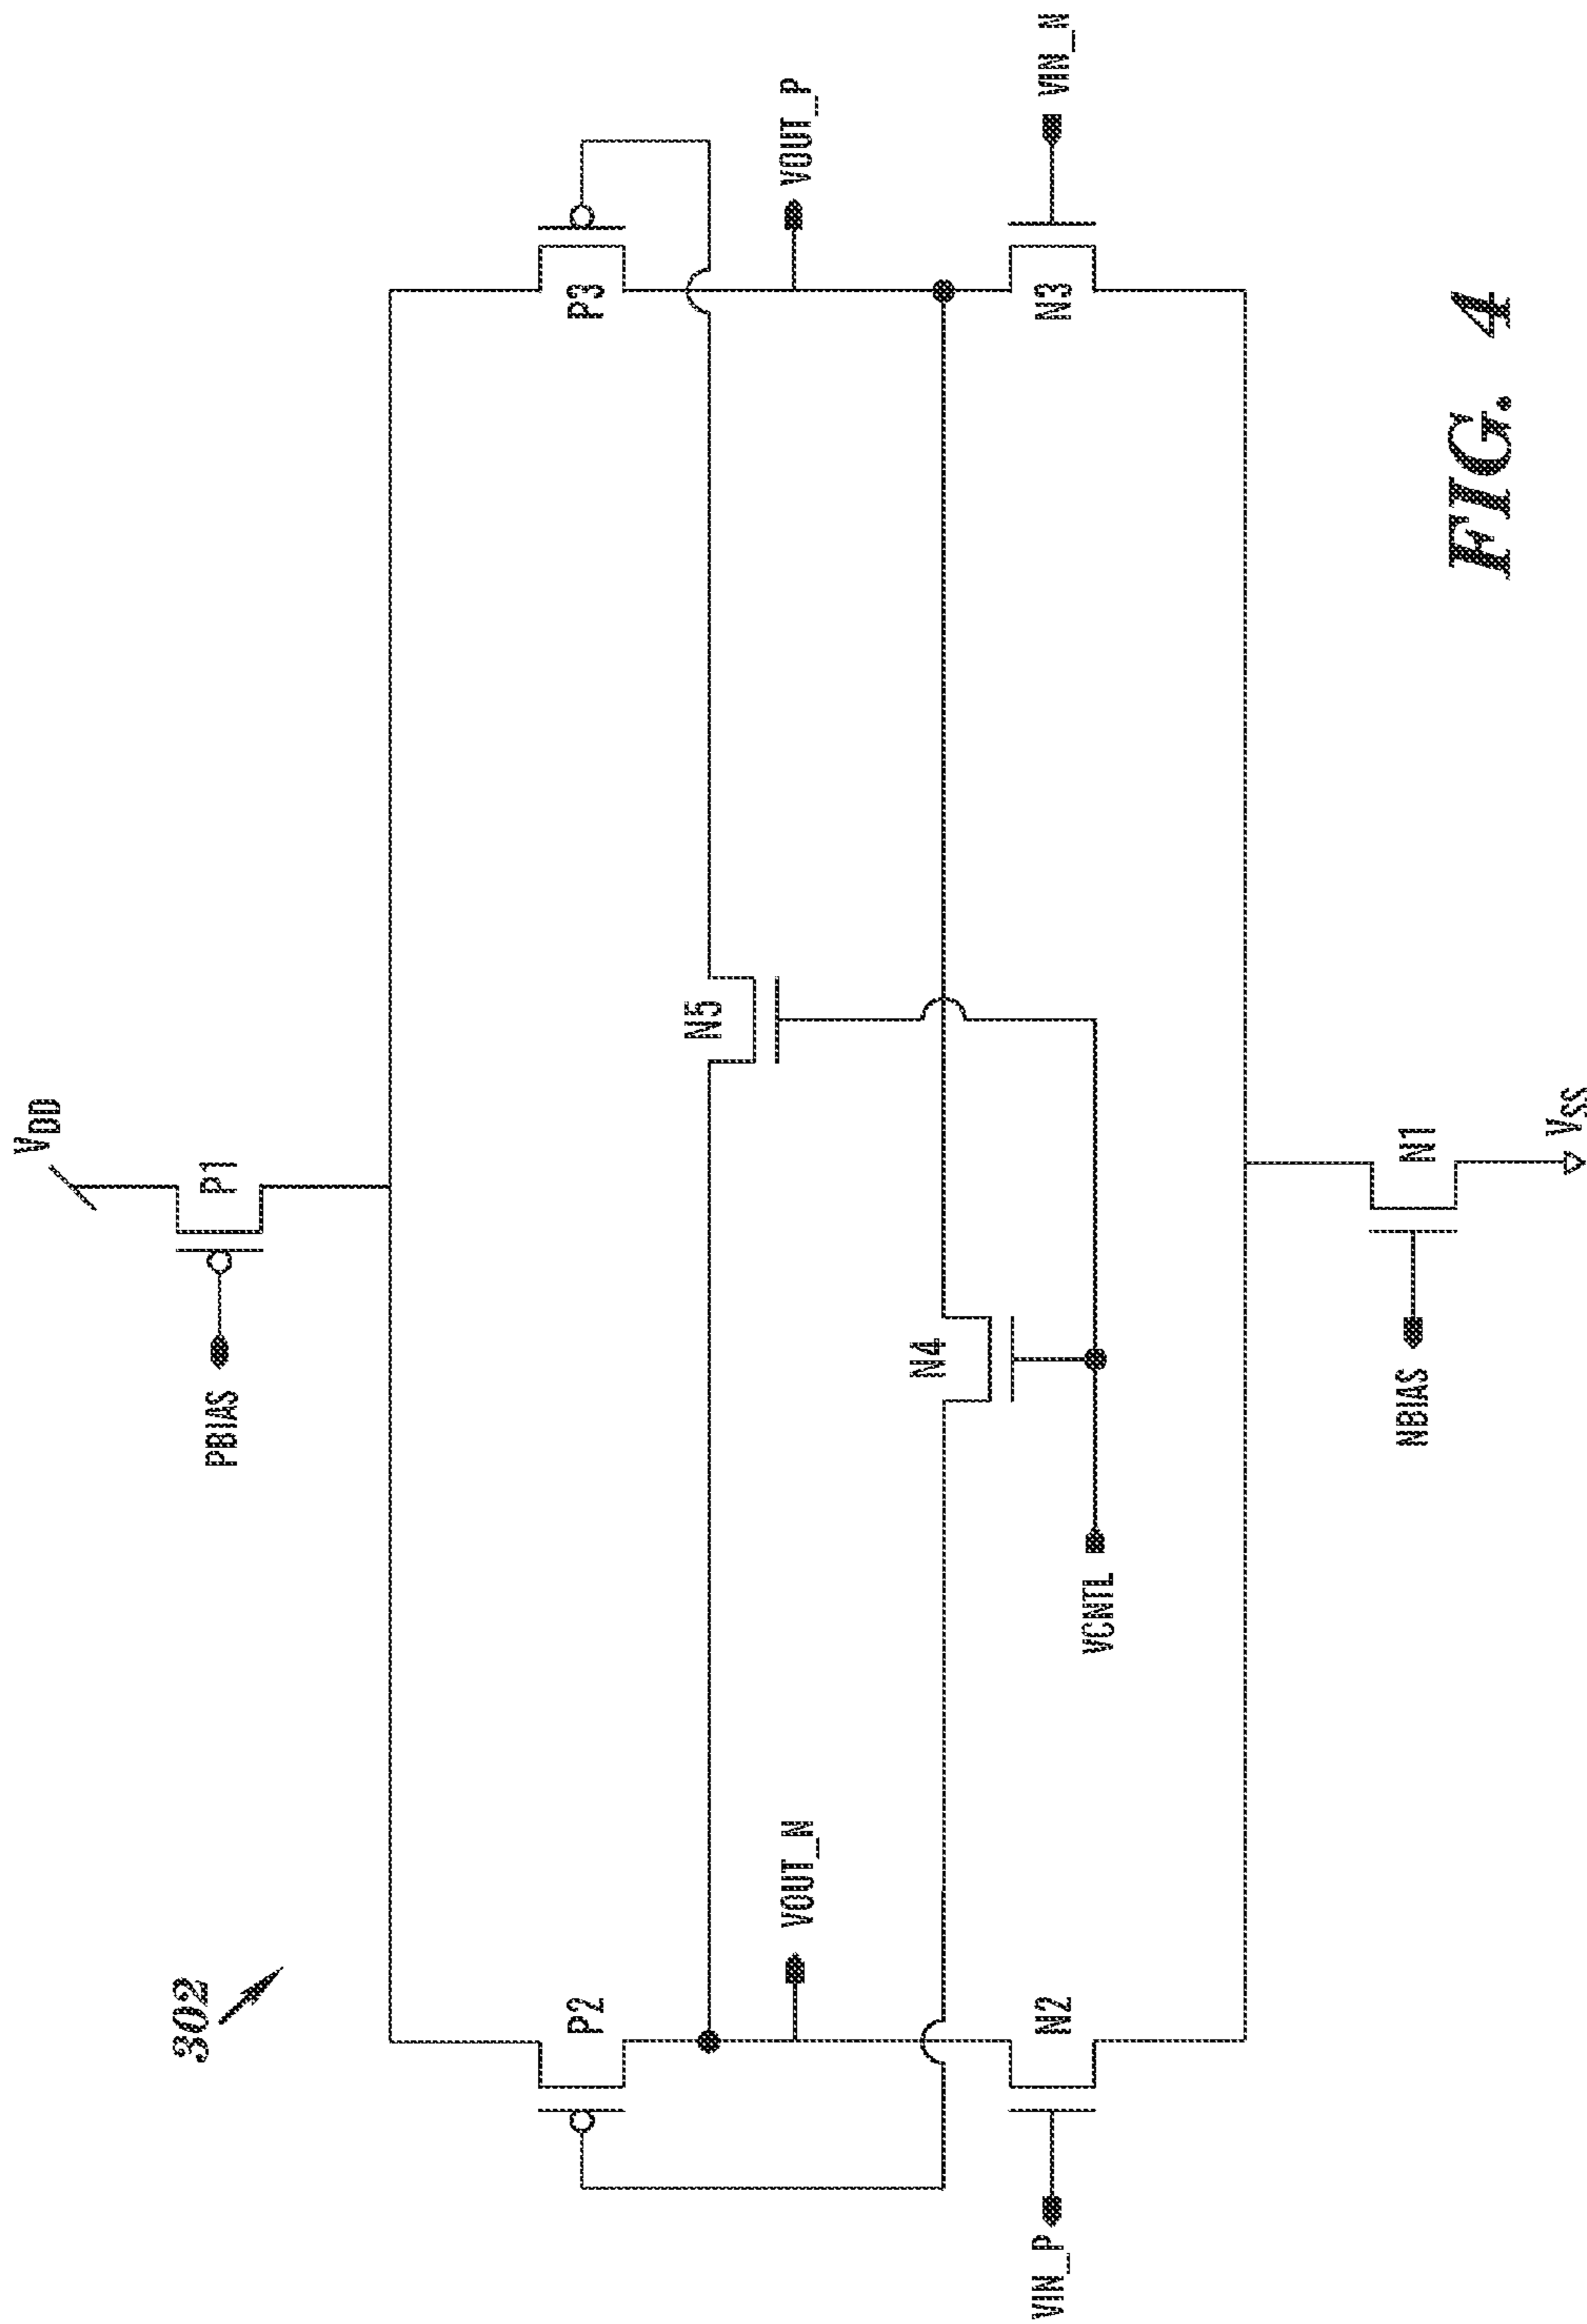 302
VDD
PBIAS
P1
P2
P3
N5
VOUT_N
VOUT_P
N4
VIN_P
N2
VCNTL
N3
VIN_N
NBIAS
N1
VSS
FIG. 4